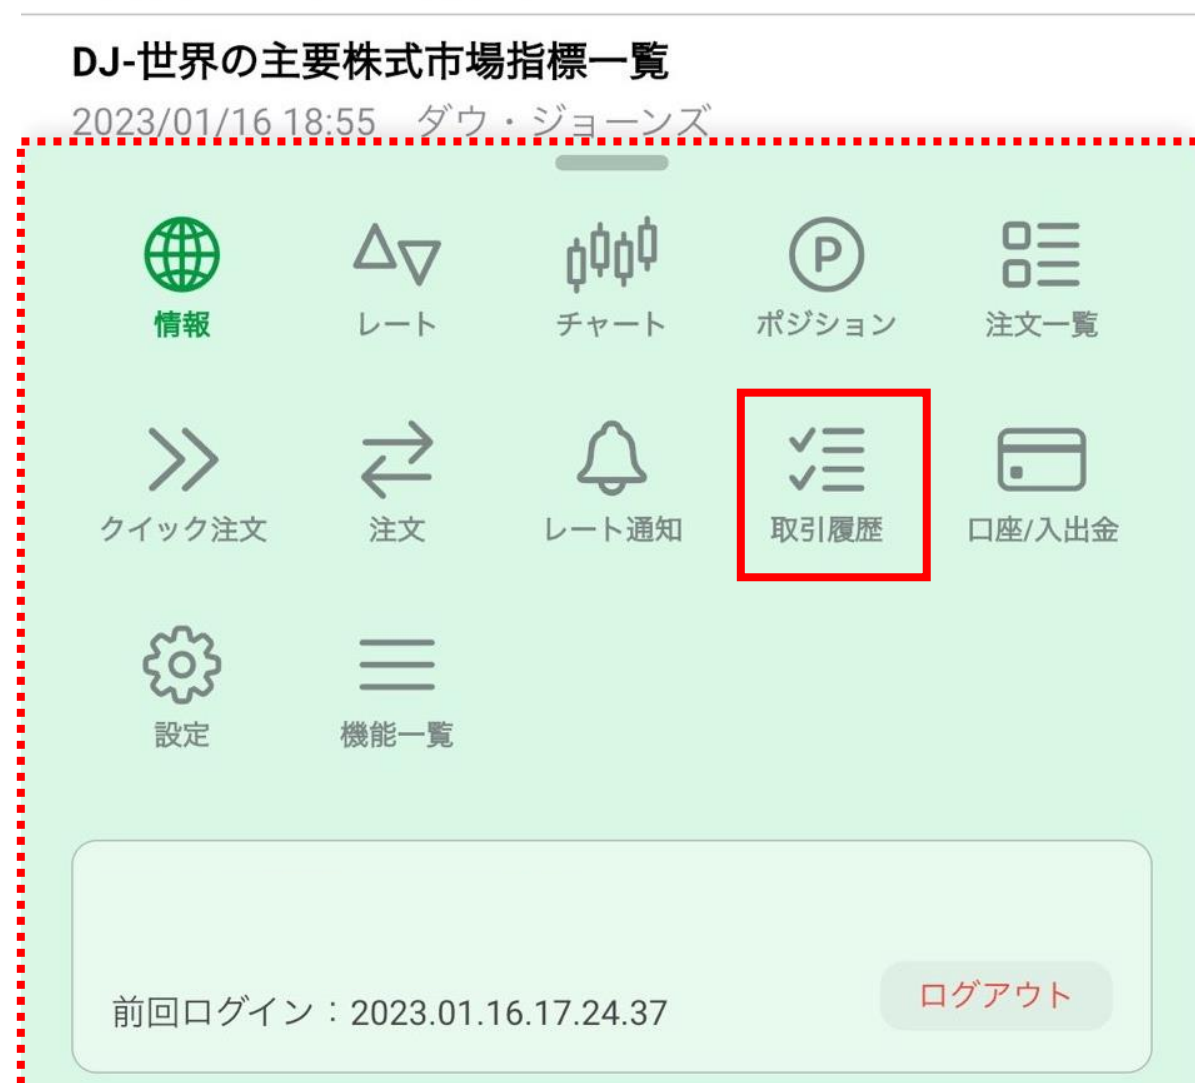 DJ-世界の主要株式市場指標一覧
2023/01/16 18:55 ダウ・ジョーンズ
情報 レート チャート ポジション 注文一覧
クイック注文 注文 レート通知 取引履歴 口座/入出金
設定 機能一覧
前回ログイン：2023.01.16.17.24.37 ログアウト